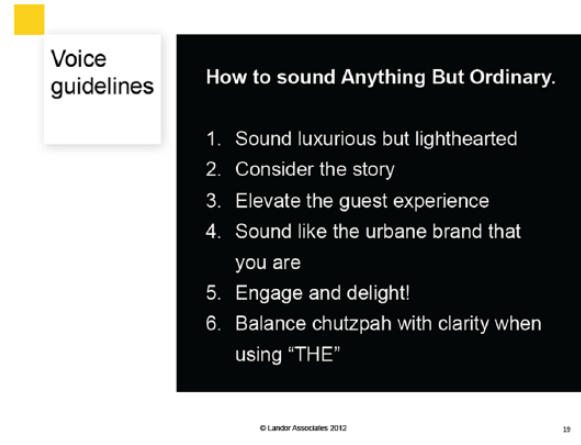 Voice
guidelines
How to sound Anything But Ordinary.
1. Sound luxurious but lighthearted
2. Consider the story
3. Elevate the guest experience
4. Sound like the urbane brand that
you are
5. Engage and delight!
6. Balance chutzpah with clarity when
using “THE”
© Landor Associates 2012
19